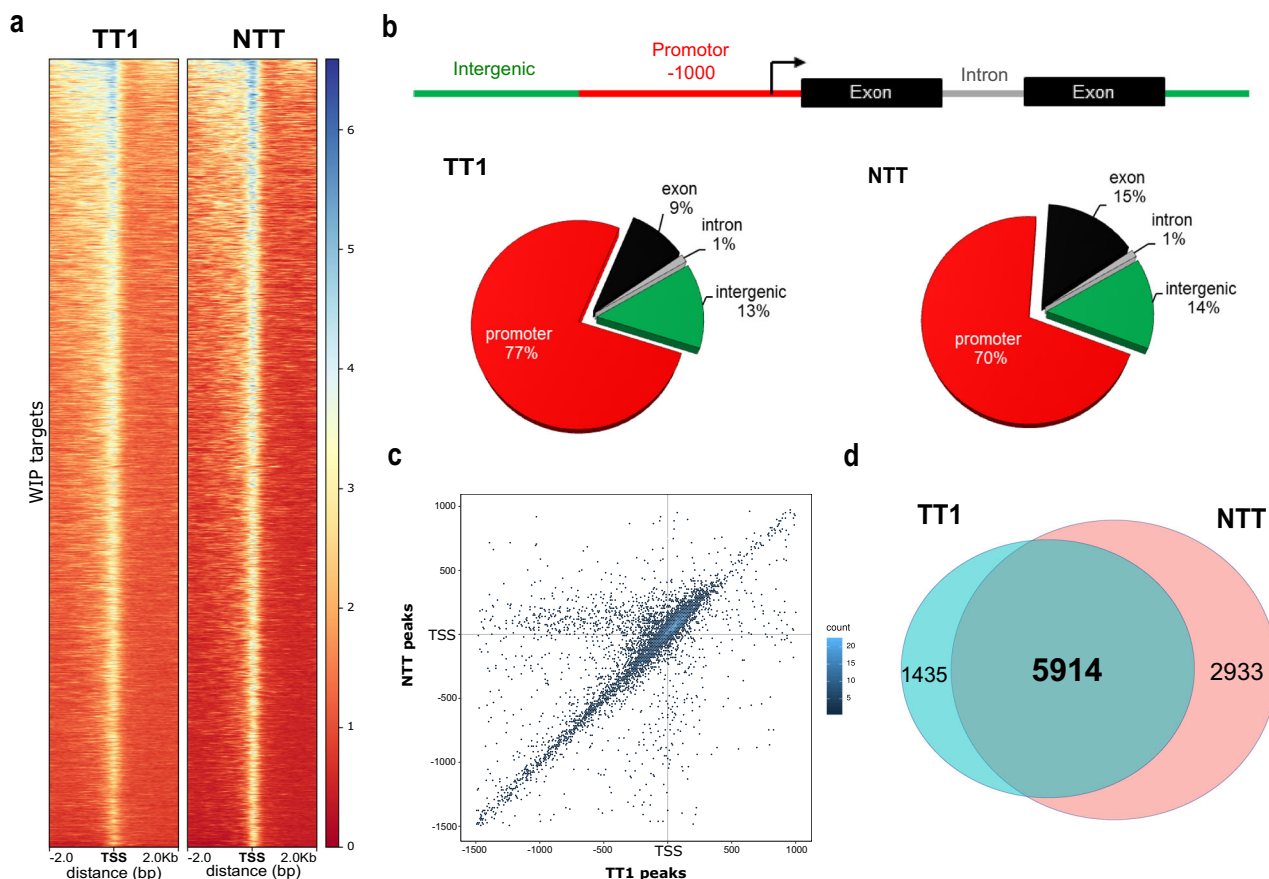 a
TT1
NTT
WIP targets
6
5
4
3
2
1
0
-2.0
TSS
2.0Kb
-2.0
TSS
2.0Kb
distance (bp)
distance (bp)
b
Intergenic
Promotor
-1000
Exon
Intron
Exon
TT1
exon
9%
intron
1%
intergenic
13%
promoter
77%
NTT
exon
15%
intron
1%
intergenic
14%
promoter
70%
c
NTT peaks
1000
500
TSS
-500
-1000
-1500
-1500
-1000
-500
TSS
500
1000
TT1 peaks
count
20
15
10
5
d
TT1
NTT
1435
5914
2933